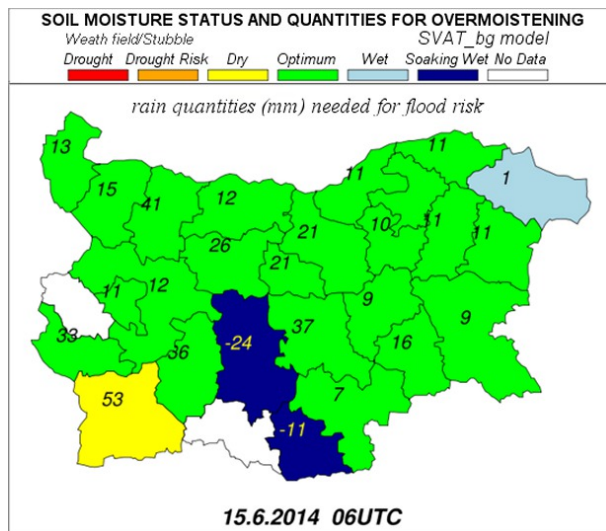 SOIL MOISTURE STATUS AND QUANTITIES FOR OVERMOISTENING
Weath field/Stubble SVAT_bg model
Drought Drought Risk Dry Optimum Wet Soaking Wet No Data
rain quantities (mm) needed for flood risk
13 11
15 41 12 11 1
26 21 10 11 11
11 12 21
33 36 -24 37 9 9
16
53 -11 7
15.6.2014 06UTC